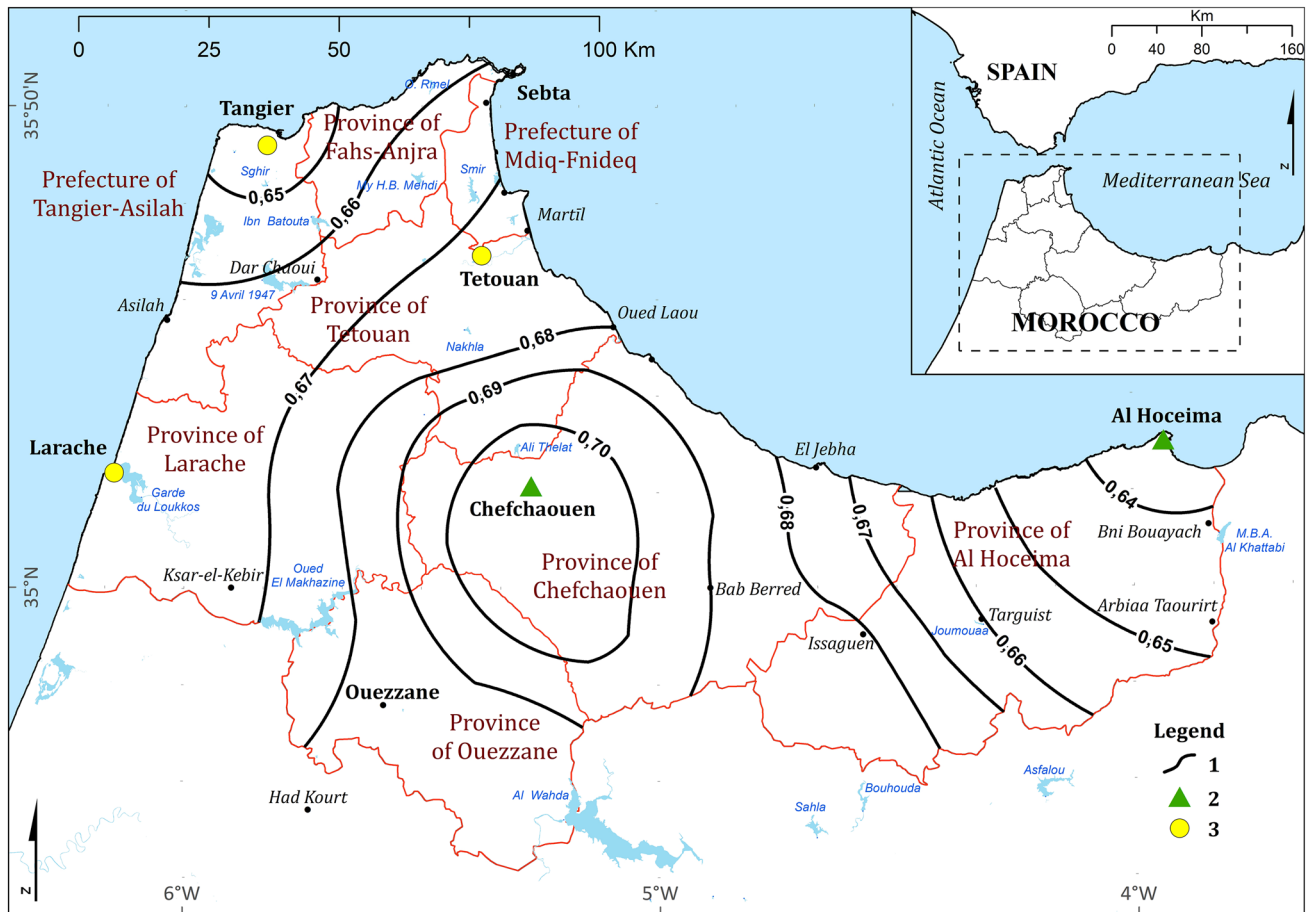 0 25 50 100 Km
Km
0 40 80 120 160
SPAIN
Atlantic Ocean
Mediterranean Sea
MOROCCO
N
35°50'N
O. Rmel
Sebta
Tangier
Province of
Fahs-Anjra
Prefecture of
Mdiq-Fnideq
Prefecture of
Tangier-Asilah
Sghir
0,65
My H.B. Mehdi
Smir
0,66
Ibn Batouta
Martīl
Dar Chaoui
Tetouan
9 Avril 1947
Asilah
Province of
Tetouan
Oued Laou
Nakhla
0,68
0,67
0,69
Al Hoceima
Larache
Province of
Larache
Ali Thelat
0,70
El Jebha
Garde
du Loukkos
Chefchaouen
0,68
0,67
0,64
Province of
Al Hoceima
Bni Bouayach
M.B.A.
Al Khattabi
35°N
Ksar-el-Kebir
Oued
El Makhazine
Province of
Chefchaouen
Bab Berred
Arbiaa Taourirt
Targuist
Joumouaa
Issaguen
0,65
0,66
Ouezzane
Province
of Ouezzane
Legend
1
2
3
Had Kourt
Al Wahda
Sahla
Bouhouda
Asfalou
N
6°W
5°W
4°W